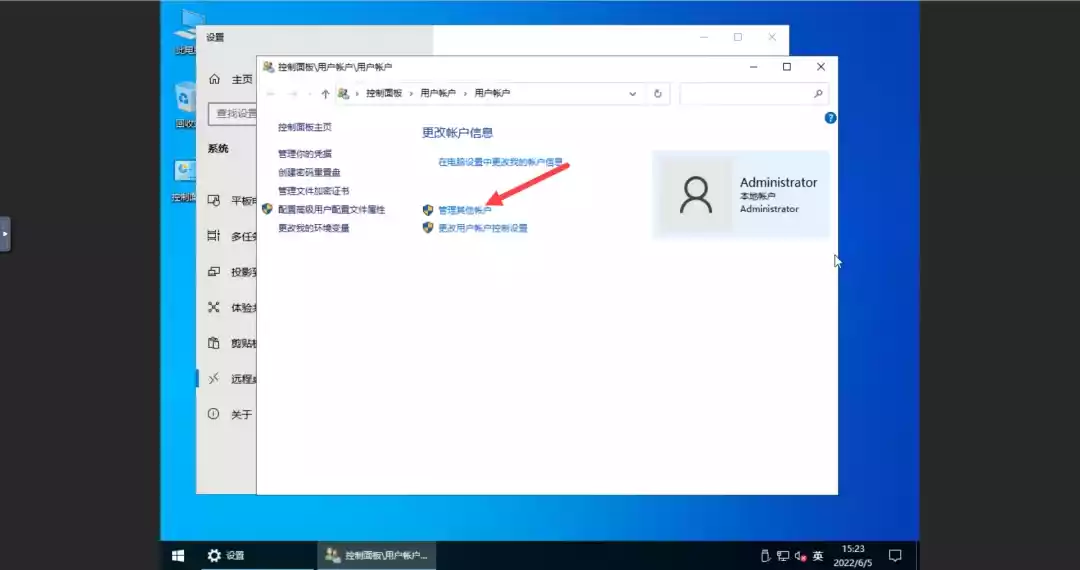 设置
控制面板\用户帐户\用户帐户
主页
控制面板 › 用户帐户 › 用户帐户
查找设置
系统
控制面板主页
管理你的凭据
创建密码重置盘
管理文件加密证书
配置高级用户配置文件属性
更改我的环境变量
更改帐户信息
在电脑设置中更改我的帐户信息
管理其他帐户
更改用户帐户控制设置
Administrator
本地帐户
Administrator
此电
回收
控制面
平板
多任务
投影到
体验
剪贴板
远程
关于
设置
控制面板\用户帐户...
英
15:23
2022/6/5